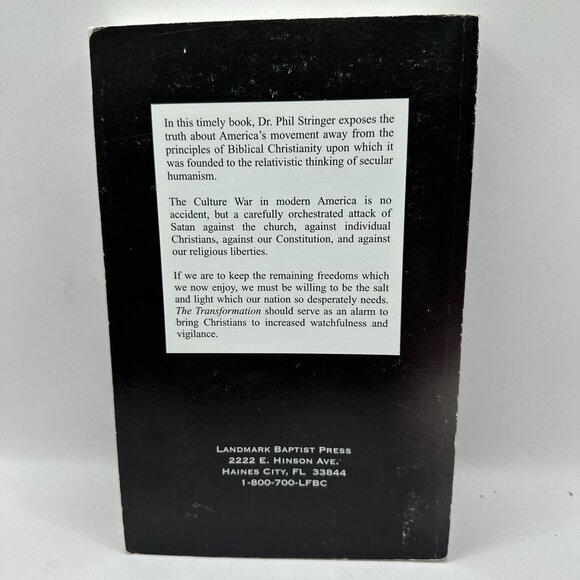 In this timely book, Dr. Phil Stringer exposes the
truth about America's movement away from the
principles of Biblical Christianity upon which it
was founded to the relativistic thinking of secular
humanism.
The Culture War in modern America is no
accident, but a carefully orchestrated attack of
Satan against the church, against individual
Christians, against our Constitution, and against
our religious liberties.
If we are to keep the remaining freedoms which
we now enjoy, we must be willing to be the salt
and light which our nation so desperately needs.
The Transformation should serve as an alarm to
bring Christians to increased watchfulness and
vigilance.
Landmark Baptist Press
2222 E. Hinson Ave.
Haines City, FL 33844
1-800-700-LFBC